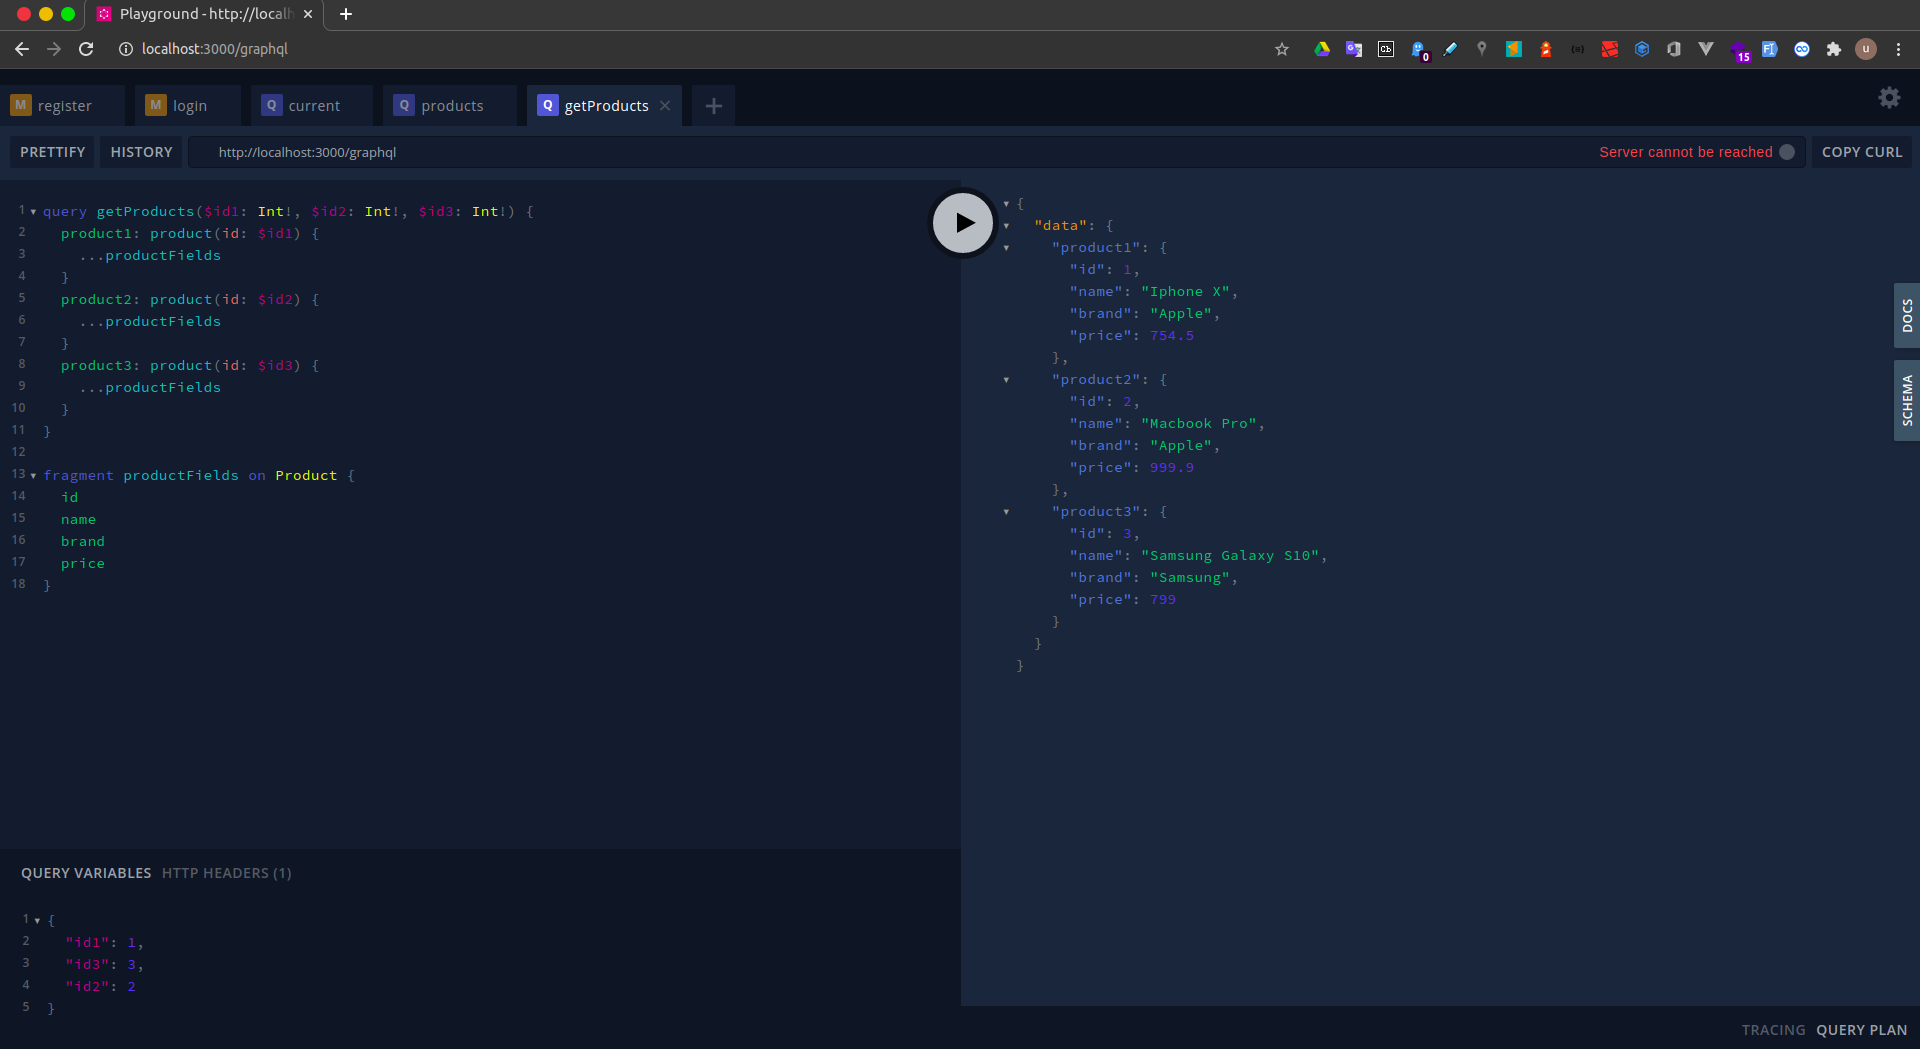 Playground - http://localh
localhost:3000/graphql
Cb
0
15
u
M register
M login
Q current
Q products
Q getProducts
PRETTIFY
HISTORY
http://localhost:3000/graphql
Server cannot be reached
COPY CURL
1 query getProducts($id1: Int!, $id2: Int!, $id3: Int!) {
2 product1: product(id: $id1) {
3 ...productFields
4 }
5 product2: product(id: $id2) {
6 ...productFields
7 }
8 product3: product(id: $id3) {
9 ...productFields
10 }
11 }
12
13 fragment productFields on Product {
14 id
15 name
16 brand
17 price
18 }
{
"data": {
"product1": {
"id": 1,
"name": "Iphone X",
"brand": "Apple",
"price": 754.5
},
"product2": {
"id": 2,
"name": "Macbook Pro",
"brand": "Apple",
"price": 999.9
},
"product3": {
"id": 3,
"name": "Samsung Galaxy S10",
"brand": "Samsung",
"price": 799
}
}
}
DOCS
SCHEMA
QUERY VARIABLES HTTP HEADERS (1)
1 {
2 "id1": 1,
3 "id3": 3,
4 "id2": 2
5 }
TRACING QUERY PLAN